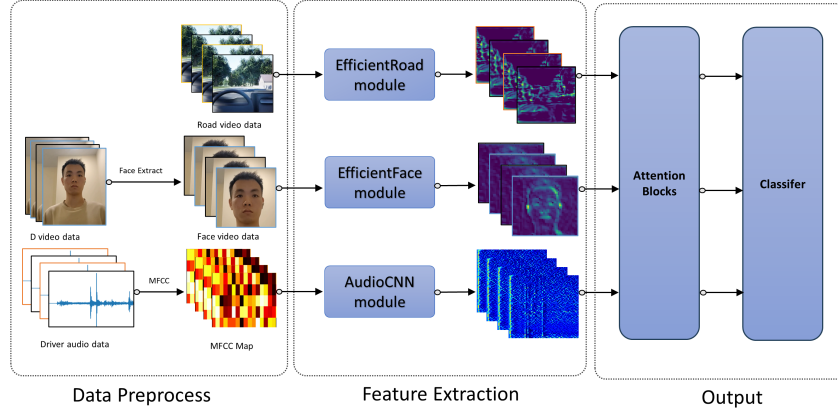 Road video data
D video data
Face Extract
Face video data
Driver audio data
MFCC
MFCC Map
Data Preprocess
EfficientRoad
module
EfficientFace
module
AudioCNN
module
Feature Extraction
Attention
Blocks
Classifer
Output